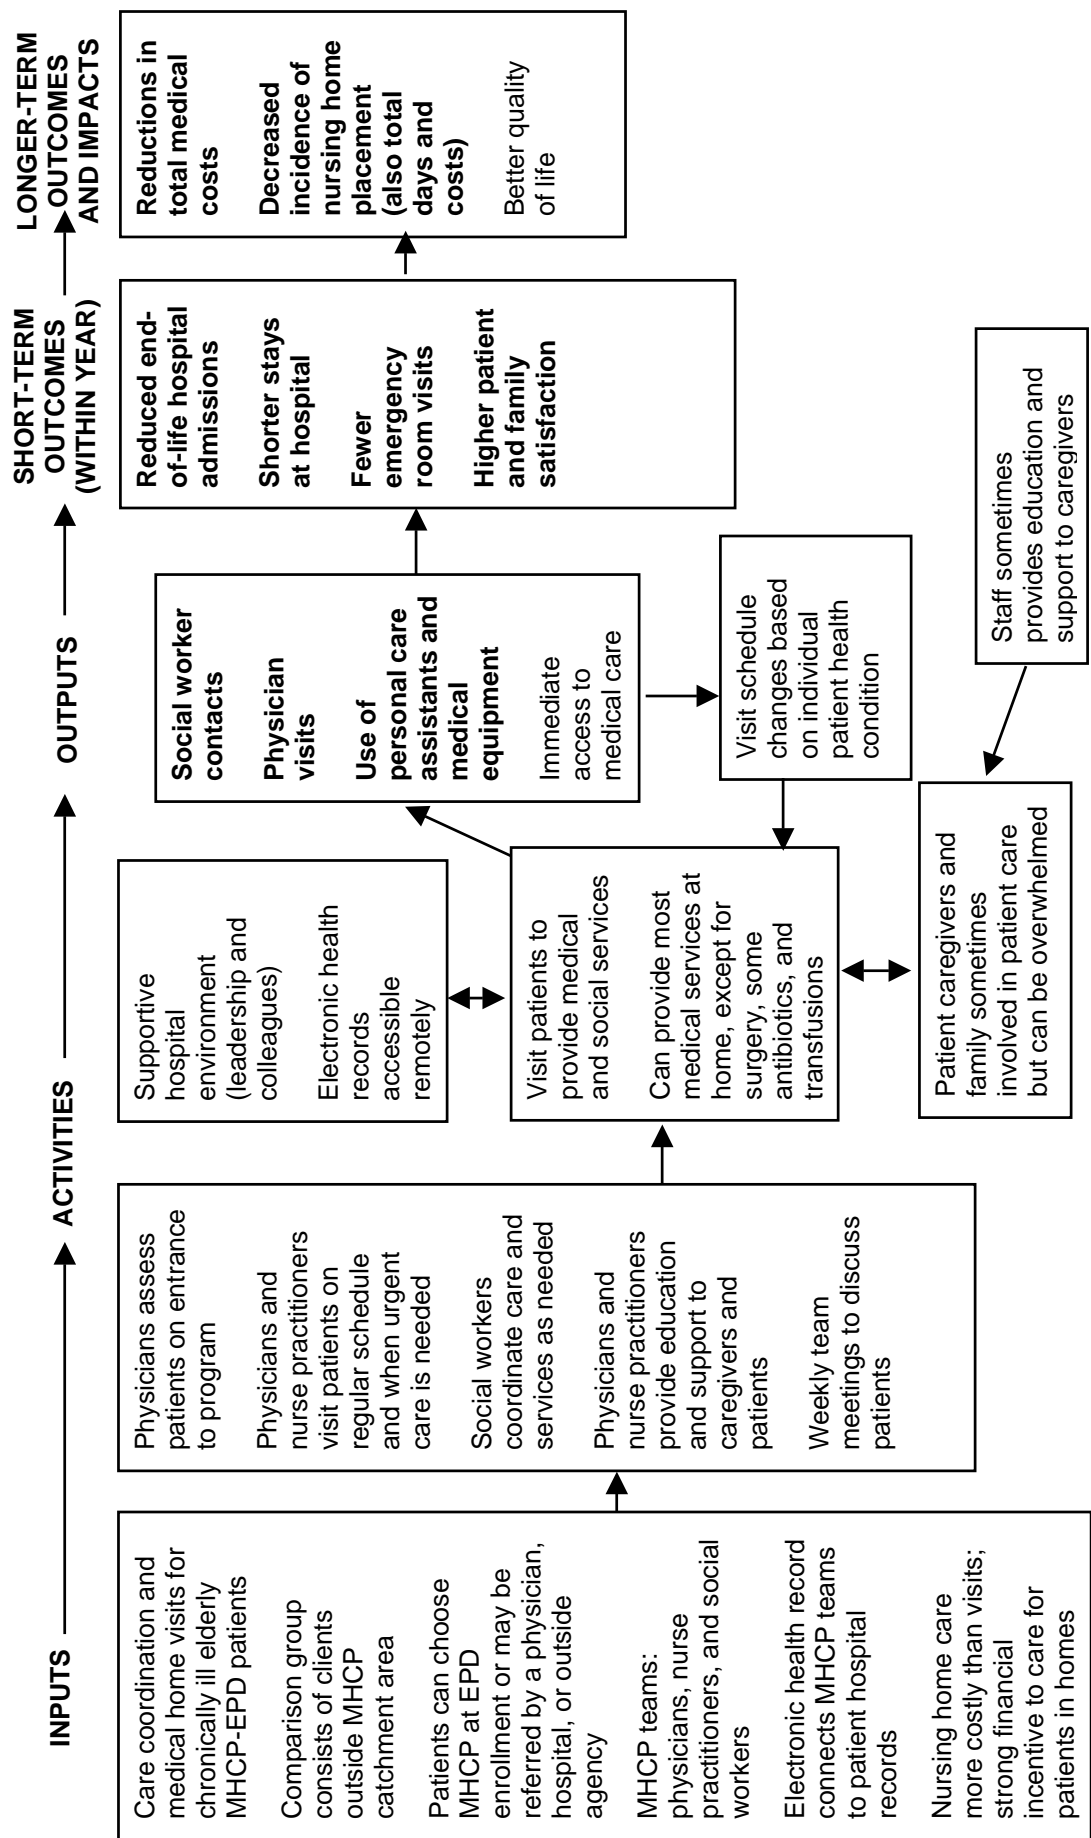 INPUTS
ACTIVITIES
OUTPUTS
SHORT-TERM
OUTCOMES
(WITHIN YEAR)
LONGER-TERM
OUTCOMES
AND IMPACTS
Care coordination and
medical home visits for
chronically ill elderly
MHCP-EPD patients
Comparison group
consists of clients
outside MHCP
catchment area
Patients can choose
MHCP at EPD
enrollment or may be
referred by a physician,
hospital, or outside
agency
MHCP teams:
physicians, nurse
practitioners, and social
workers
Electronic health record
connects MHCP teams
to patient hospital
records
Nursing home care
more costly than visits;
strong financial
incentive to care for
patients in homes
Physicians assess
patients on entrance
to program
Physicians and
nurse practitioners
visit patients on
regular schedule
and when urgent
care is needed
Social workers
coordinate care and
services as needed
Physicians and
nurse practitioners
provide education
and support to
caregivers and
patients
Weekly team
meetings to discuss
patients
Supportive
hospital
environment
(leadership and
colleagues)
Electronic health
records
accessible
remotely
Visit patients to
provide medical
and social services
Can provide most
medical services at
home, except for
surgery, some
antibiotics, and
transfusions
Patient caregivers and
family sometimes
involved in patient care
but can be overwhelmed
Social worker
contacts
Physician
visits
Use of
personal care
assistants and
medical
equipment
Immediate
access to
medical care
Visit schedule
changes based
on individual
patient health
condition
Staff sometimes
provides education and
support to caregivers
Reduced end-
of-life hospital
admissions
Shorter stays
at hospital
Fewer
emergency
room visits
Higher patient
and family
satisfaction
Reductions in
total medical
costs
Decreased
incidence of
nursing home
placement
(also total
days and
costs)
Better quality
of life